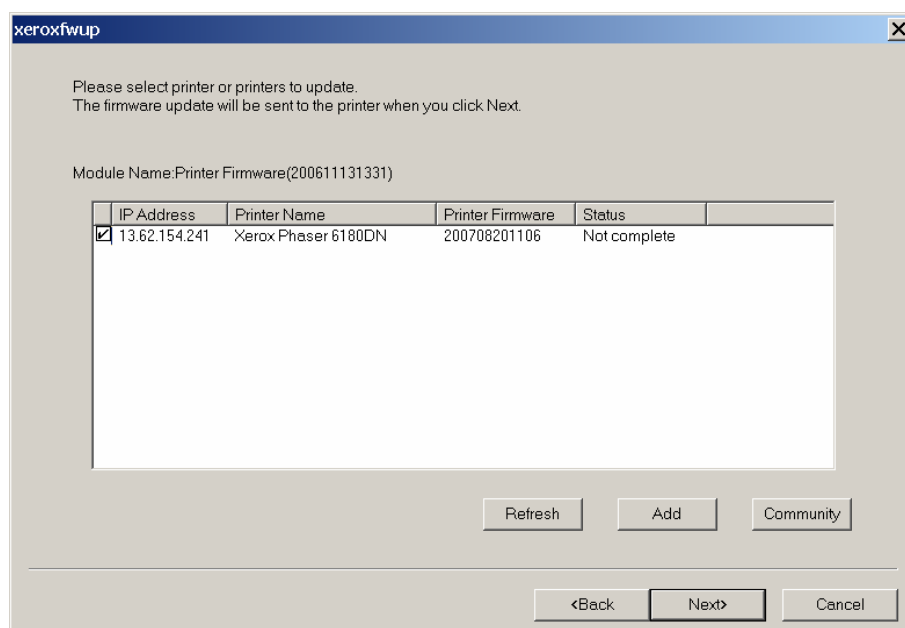 xeroxfwup
Please select printer or printers to update.
The firmware update will be sent to the printer when you click Next.
Module Name:Printer Firmware(200611131331)
IP Address Printer Name Printer Firmware Status
13.62.154.241 Xerox Phaser 6180DN 200708201106 Not complete
Refresh Add Community
<Back Next> Cancel